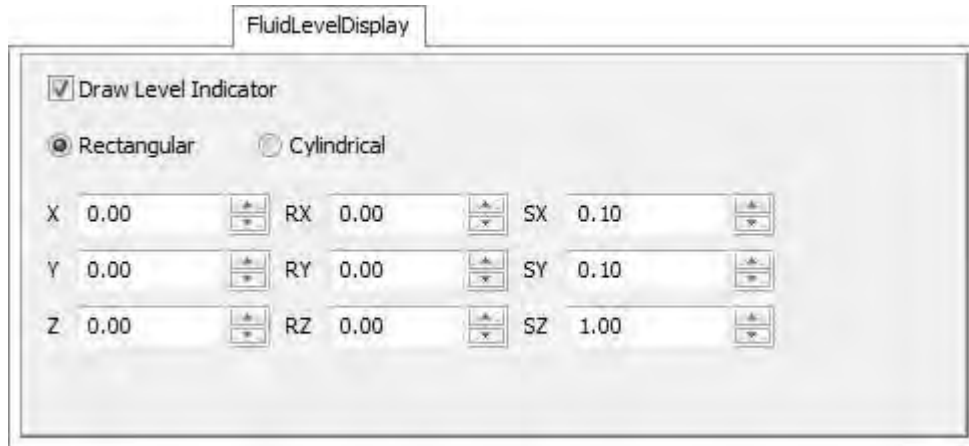 FluidLevelDisplay
Draw Level Indicator
Rectangular Cylindrical
X 0.00 RX 0.00 SX 0.10
Y 0.00 RY 0.00 SY 0.10
Z 0.00 RZ 0.00 SZ 1.00